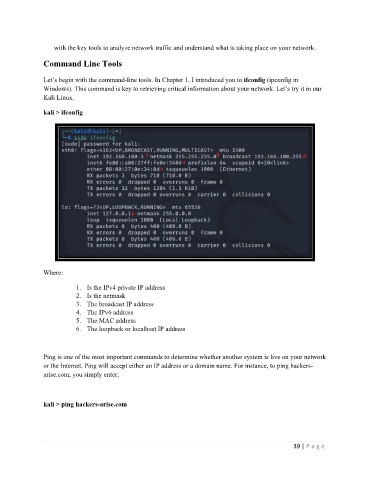 with the key tools to analyze network traffic and understand what is taking place on your network.
Command Line Tools
Let's begin with the command-line tools. In Chapter 1, I introduced you to ifconfig (ipconfig in
Windows). This command is key to retrieving critical information about your network. Let's try it in our
Kali Linux.
kali > ifconfig
(kali㉿kali)-[~]
$ sudo ifconfig
[sudo] password for kali:
eth0: flags=4163<UP,BROADCAST,RUNNING,MULTICAST> mtu 1500
inet 192.168.100.5 netmask 255.255.255.0 broadcast 192.168.100.255
inet6 prefixlen 64 scopeid 0×20<link>
ether txqueuelen 1000 (Ethernet)
RX packets 3 bytes 710 (710.0 B)
RX errors 0 dropped 0 overruns 0 frame 0
TX packets 12 bytes 1204 (1.1 KiB)
TX errors 0 dropped 0 overruns 0 carrier 0 collisions 0
lo: flags=73<UP,LOOPBACK,RUNNING> mtu 65536
inet 127.0.0.1 netmask 255.0.0.0
loop txqueuelen 1000 (Local Loopback)
RX packets 8 bytes 400 (400.0 B)
RX errors 0 dropped 0 overruns 0 frame 0
TX packets 8 bytes 400 (400.0 B)
TX errors 0 dropped 0 overruns 0 carrier 0 collisions 0
Where:
1. Is the IPv4 private IP address
2. Is the netmask
3. The broadcast IP address
4. The IPv6 address
5. The MAC address
6. The loopback or localhost IP address
Ping is one of the most important commands to determine whether another system is live on your network
or the Internet. Ping will accept either an IP address or a domain name. For instance, to ping hackers-
arise.com, you simply enter;
kali > ping hackers-arise.com
39 | Page